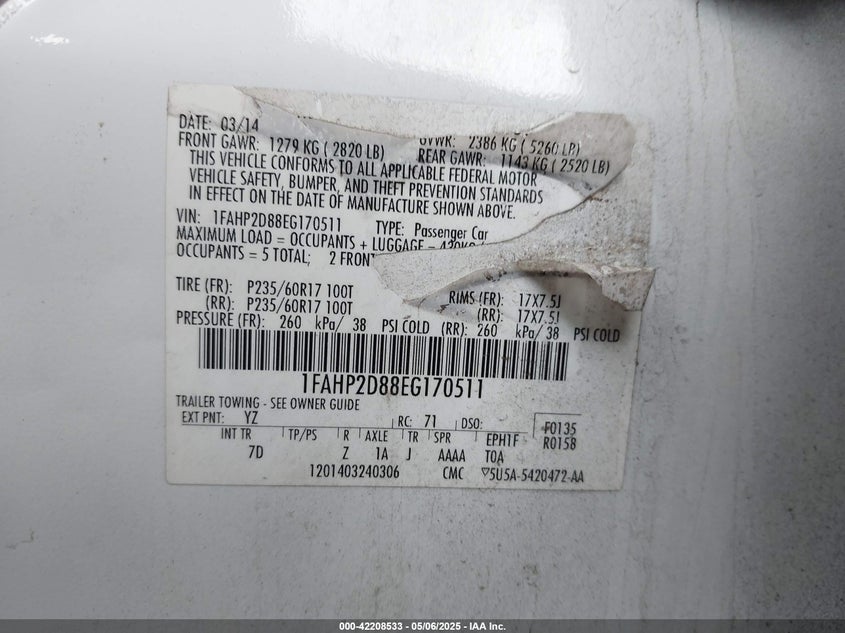 DATE: 03/14
GVWR: 2386 KG ( 5260 LB)
FRONT GAWR: 1279 KG ( 2820 LB)
REAR GAWR: 1143 KG ( 2520 LB)
THIS VEHICLE CONFORMS TO ALL APPLICABLE FEDERAL MOTOR
VEHICLE SAFETY, BUMPER, AND THEFT PREVENTION STANDARDS
IN EFFECT ON THE DATE OF MANUFACTURE SHOWN ABOVE.
VIN: 1FAHP2D88EG170511 TYPE: Passenger Car
MAXIMUM LOAD = OCCUPANTS + LUGGAGE =
OCCUPANTS = 5 TOTAL; 2 FRONT
TIRE (FR): P235/60R17 100T RIMS (FR): 17X7.5J
(RR): P235/60R17 100T (RR): 17X7.5J
PRESSURE (FR): 260 kPa/ 38 PSI COLD (RR): 260 kPa/ 38 PSI COLD
1FAHP2D88EG170511
TRAILER TOWING - SEE OWNER GUIDE
EXT PNT: YZ RC: 71 DSO: F0135
R0158
INT TR TP/PS R AXLE TR SPR EPH1F
7D Z 1A J AAAA TOA
1201403240306 CMC ▽5U5A-5420472-AA
000-42208533 - 05/06/2025 - IAA Inc.